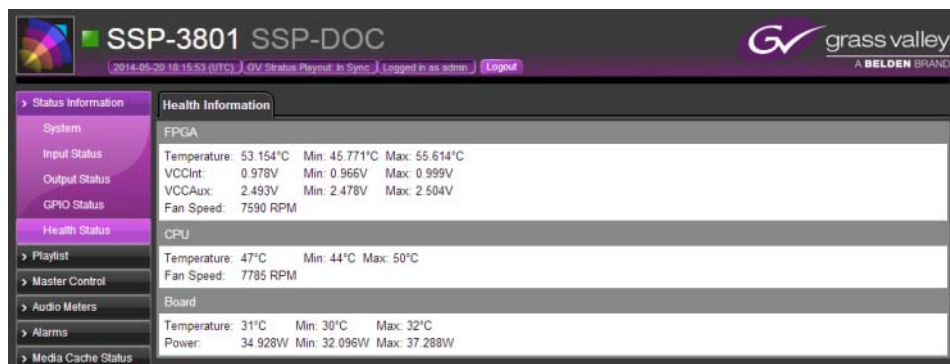 SSP-3801 SSP-DOC
2014-05-20 18:15:53 (UTC) GV Stratus Playout: In Sync Logged in as admin Logout
GV grass valley
A BELDEN BRAND
Status Information
System
Input Status
Output Status
GPIO Status
Health Status
Playlist
Master Control
Audio Meters
Alarms
Media Cache Status
Health Information
FPGA
Temperature: 53.154°C Min: 45.771°C Max: 55.614°C
VCCInt: 0.978V Min: 0.966V Max: 0.999V
VCCAux: 2.493V Min: 2.478V Max: 2.504V
Fan Speed: 7590 RPM
CPU
Temperature: 47°C Min: 44°C Max: 50°C
Fan Speed: 7785 RPM
Board
Temperature: 31°C Min: 30°C Max: 32°C
Power: 34.928W Min: 32.096W Max: 37.288W